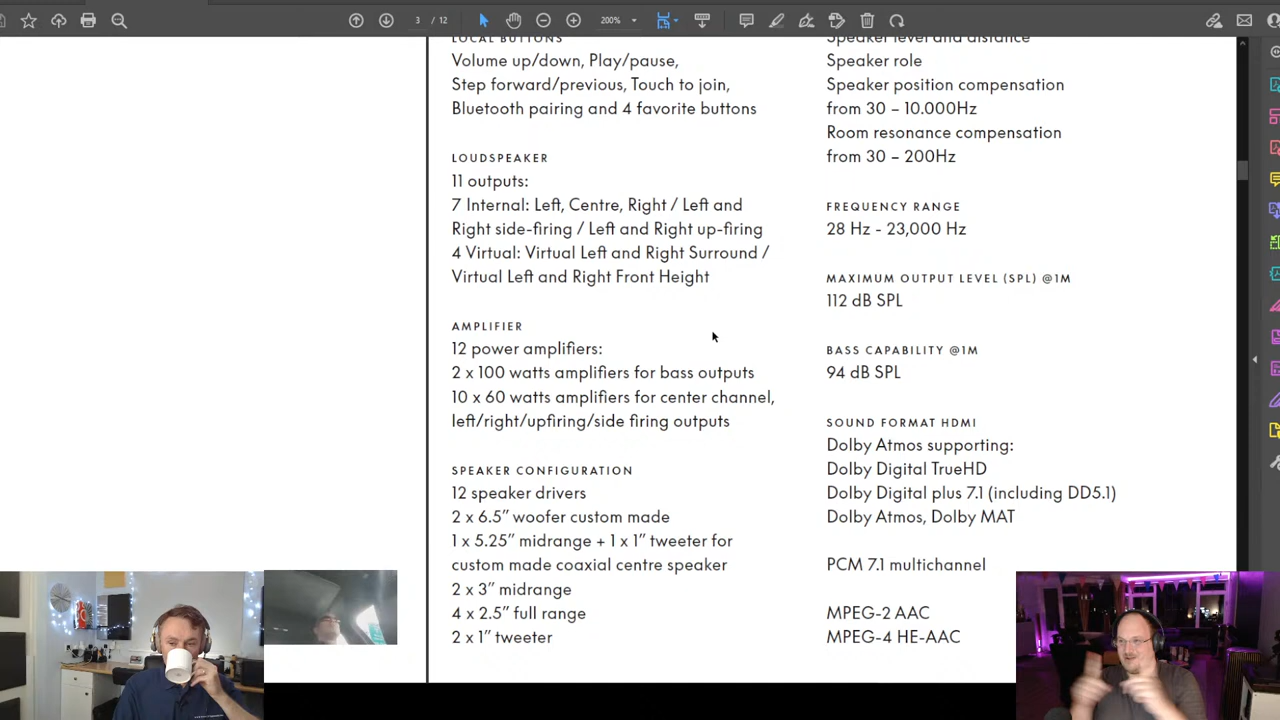 3 / 12
200%
LOCAL BUTTONS
Volume up/down, Play/pause,
Step forward/previous, Touch to join,
Bluetooth pairing and 4 favorite buttons
LOUDSPEAKER
11 outputs:
7 Internal: Left, Centre, Right / Left and
Right side-firing / Left and Right up-firing
4 Virtual: Virtual Left and Right Surround /
Virtual Left and Right Front Height
AMPLIFIER
12 power amplifiers:
2 x 100 watts amplifiers for bass outputs
10 x 60 watts amplifiers for center channel,
left/right/upfiring/side firing outputs
SPEAKER CONFIGURATION
12 speaker drivers
2 x 6.5” woofer custom made
1 x 5.25” midrange + 1 x 1” tweeter for
custom made coaxial centre speaker
2 x 3” midrange
4 x 2.5” full range
2 x 1” tweeter
Speaker level and distance
Speaker role
Speaker position compensation
from 30 – 10.000Hz
Room resonance compensation
from 30 – 200Hz
FREQUENCY RANGE
28 Hz - 23,000 Hz
MAXIMUM OUTPUT LEVEL (SPL) @1M
112 dB SPL
BASS CAPABILITY @1M
94 dB SPL
SOUND FORMAT HDMI
Dolby Atmos supporting:
Dolby Digital TrueHD
Dolby Digital plus 7.1 (including DD5.1)
Dolby Atmos, Dolby MAT
PCM 7.1 multichannel
MPEG-2 AAC
MPEG-4 HE-AAC